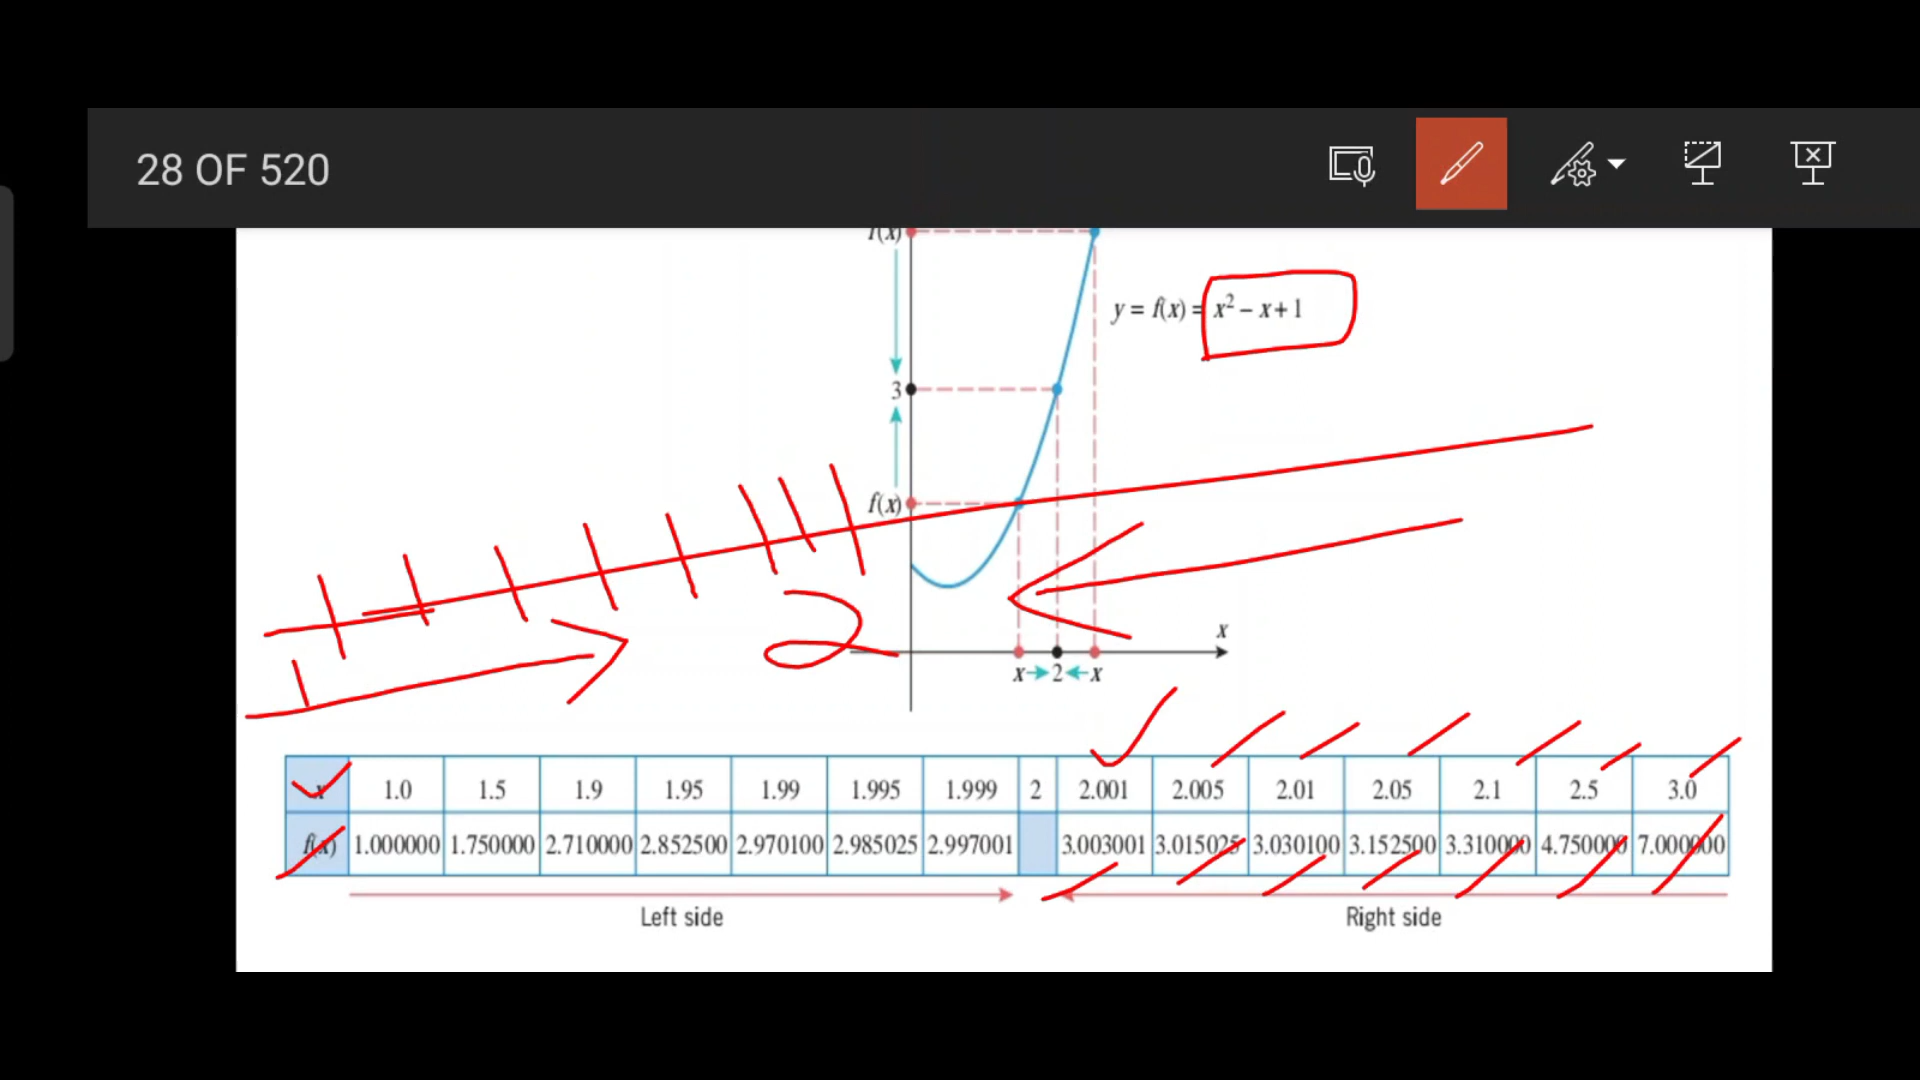 28 OF 520
f(x)
y = f(x) = x² − x + 1
3
f(x)
2
x
x 2 x
x 1.0 1.5 1.9 1.95 1.99 1.995 1.999 2 2.001 2.005 2.01 2.05 2.1 2.5 3.0
f(x) 1.000000 1.750000 2.710000 2.852500 2.970100 2.985025 2.997001 3.003001 3.015025 3.030100 3.152500 3.310000 4.750000 7.000000
Left side Right side